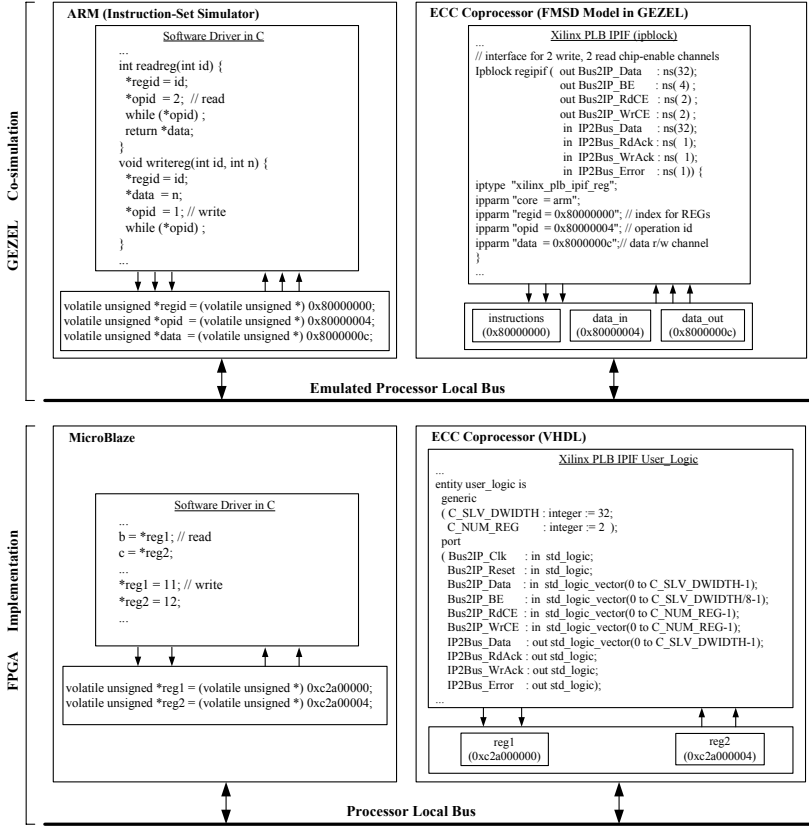 GEZEL Co-simulation
ARM (Instruction-Set Simulator)
Software Driver in C
...
int readreg(int id) {
*regid = id;
*opid = 2; // read
while (*opid) ;
return *data;
}
void writereg(int id, int n) {
*regid = id;
*data = n;
*opid = 1; // write
while (*opid) ;
}
...
volatile unsigned *regid = (volatile unsigned *) 0x80000000;
volatile unsigned *opid = (volatile unsigned *) 0x80000004;
volatile unsigned *data = (volatile unsigned *) 0x8000000c;
ECC Coprocessor (FMSD Model in GEZEL)
Xilinx PLB IPIF (ipblock)
...
// interface for 2 write, 2 read chip-enable channels
Ipblock regipif ( out Bus2IP_Data : ns(32);
out Bus2IP_BE : ns( 4) ;
out Bus2IP_RdCE : ns( 2) ;
out Bus2IP_WrCE : ns( 2) ;
in IP2Bus_Data : ns(32);
in IP2Bus_RdAck : ns( 1);
in IP2Bus_WrAck : ns( 1);
in IP2Bus_Error : ns( 1)) {
iptype "xilinx_plb_ipif_reg";
ipparm "core = arm";
ipparm "regid = 0x80000000"; // index for REGs
ipparm "opid = 0x80000004"; // operation id
ipparm "data = 0x8000000c";// data r/w channel
}
...
instructions
(0x80000000)
data_in
(0x80000004)
data_out
(0x8000000c)
Emulated Processor Local Bus
FPGA Implementation
MicroBlaze
Software Driver in C
...
b = *reg1; // read
c = *reg2;
...
*reg1 = 11; // write
*reg2 = 12;
...
volatile unsigned *reg1 = (volatile unsigned *) 0xc2a00000;
volatile unsigned *reg2 = (volatile unsigned *) 0xc2a00004;
ECC Coprocessor (VHDL)
Xilinx PLB IPIF User_Logic
...
entity user_logic is
generic
( C_SLV_DWIDTH : integer := 32;
C_NUM_REG : integer := 2 );
port
( Bus2IP_Clk : in std_logic;
Bus2IP_Reset : in std_logic;
Bus2IP_Data : in std_logic_vector(0 to C_SLV_DWIDTH-1);
Bus2IP_BE : in std_logic_vector(0 to C_SLV_DWIDTH/8-1);
Bus2IP_RdCE : in std_logic_vector(0 to C_NUM_REG-1);
Bus2IP_WrCE : in std_logic_vector(0 to C_NUM_REG-1);
IP2Bus_Data : out std_logic_vector(0 to C_SLV_DWIDTH-1);
IP2Bus_RdAck : out std_logic;
IP2Bus_WrAck : out std_logic;
IP2Bus_Error : out std_logic);
...
reg1
(0xc2a000000)
reg2
(0xc2a000004)
Processor Local Bus